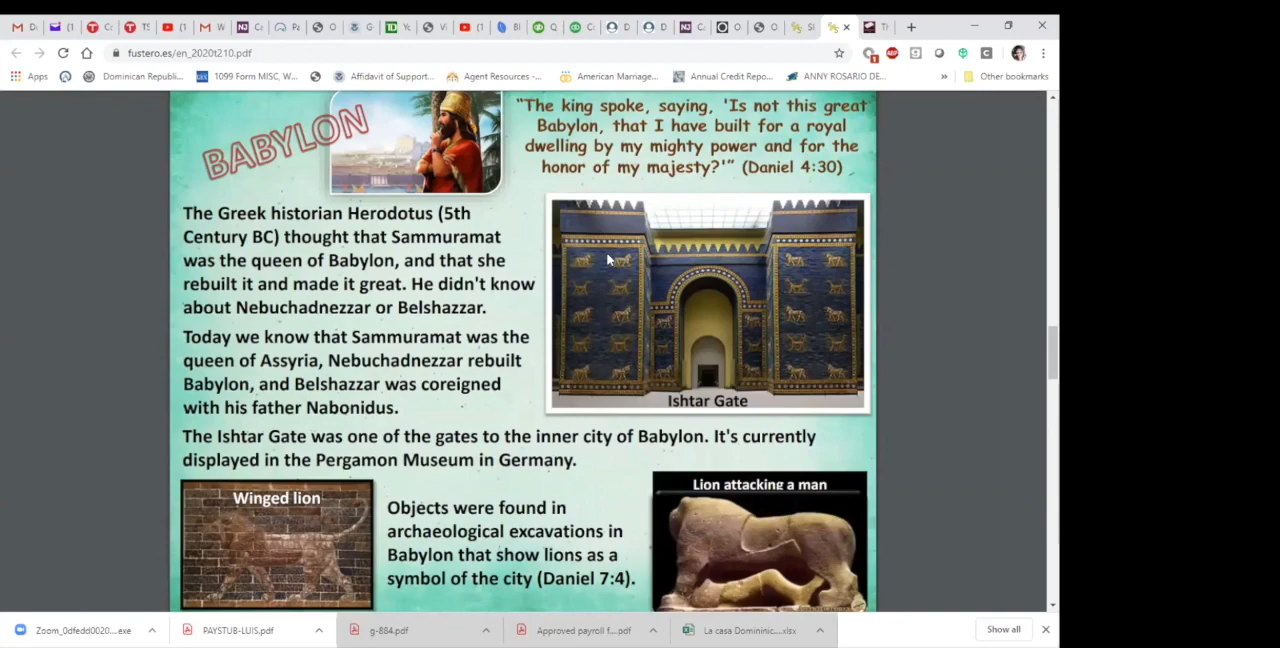 fustero.es/en_2020t210.pdf
Apps
Dominican Republi...
1099 Form MISC, W...
Affidavit of Support...
Agent Resources -...
American Marriage...
Annual Credit Repo...
ANNY ROSARIO DE...
»
Other bookmarks
BABYLON
"The king spoke, saying, 'Is not this great
Babylon, that I have built for a royal
dwelling by my mighty power and for the
honor of my majesty?'" (Daniel 4:30)
The Greek historian Herodotus (5th
Century BC) thought that Sammuramat
was the queen of Babylon, and that she
rebuilt it and made it great. He didn't know
about Nebuchadnezzar or Belshazzar.
Today we know that Sammuramat was the
queen of Assyria, Nebuchadnezzar rebuilt
Babylon, and Belshazzar was coreigned
with his father Nabonidus.
Ishtar Gate
The Ishtar Gate was one of the gates to the inner city of Babylon. It's currently
displayed in the Pergamon Museum in Germany.
Winged lion
Objects were found in
archaeological excavations in
Babylon that show lions as a
symbol of the city (Daniel 7:4).
Lion attacking a man
Zoom_0dfedd0020....exe
PAYSTUB-LUIS.pdf
g-884.pdf
Approved payroll f....pdf
La casa Domininic....xlsx
Show all